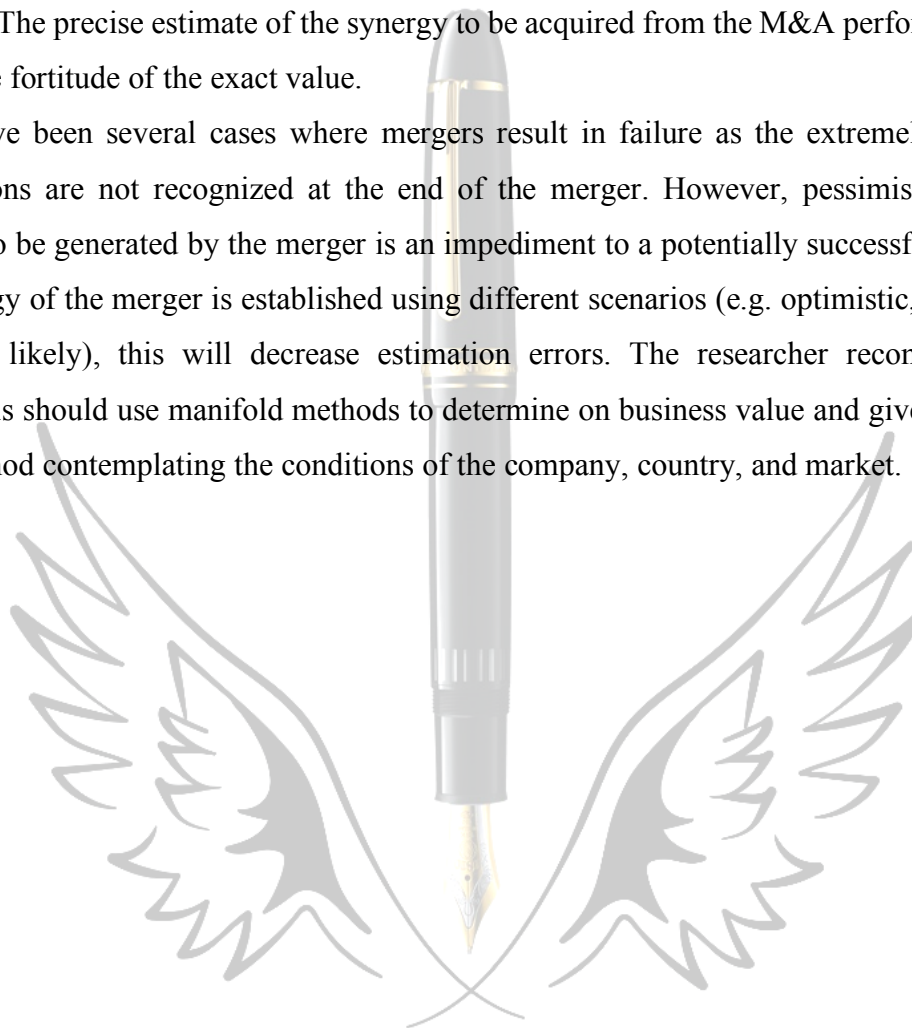 The precise estimate of the synergy to be acquired from the M&A perfor
fortitude of the exact value.
ve been several cases where mergers result in failure as the extreme
ons are not recognized at the end of the merger. However, pessimis
o be generated by the merger is an impediment to a potentially successf
gy of the merger is established using different scenarios (e.g. optimistic,
likely), this will decrease estimation errors. The researcher recon
ns should use manifold methods to determine on business value and give
hod contemplating the conditions of the company, country, and market.